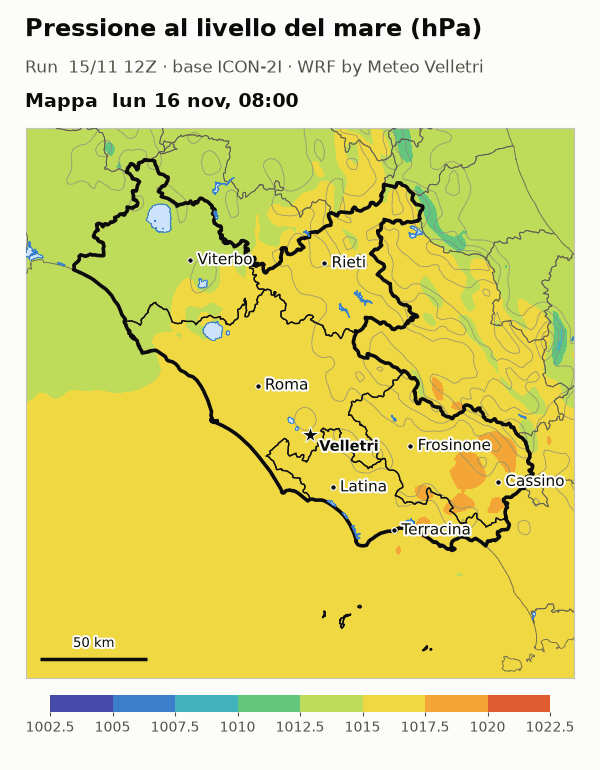 Pressione al livello del mare (hPa)
Run  15/11 12Z · base ICON-2I · WRF by Meteo Velletri
Mappa  lun 16 nov, 08:00
Viterbo
Rieti
Roma
Velletri
Frosinone
Cassino
Latina
Terracina
50 km
1002.5 1005 1007.5 1010 1012.5 1015 1017.5 1020 1022.5